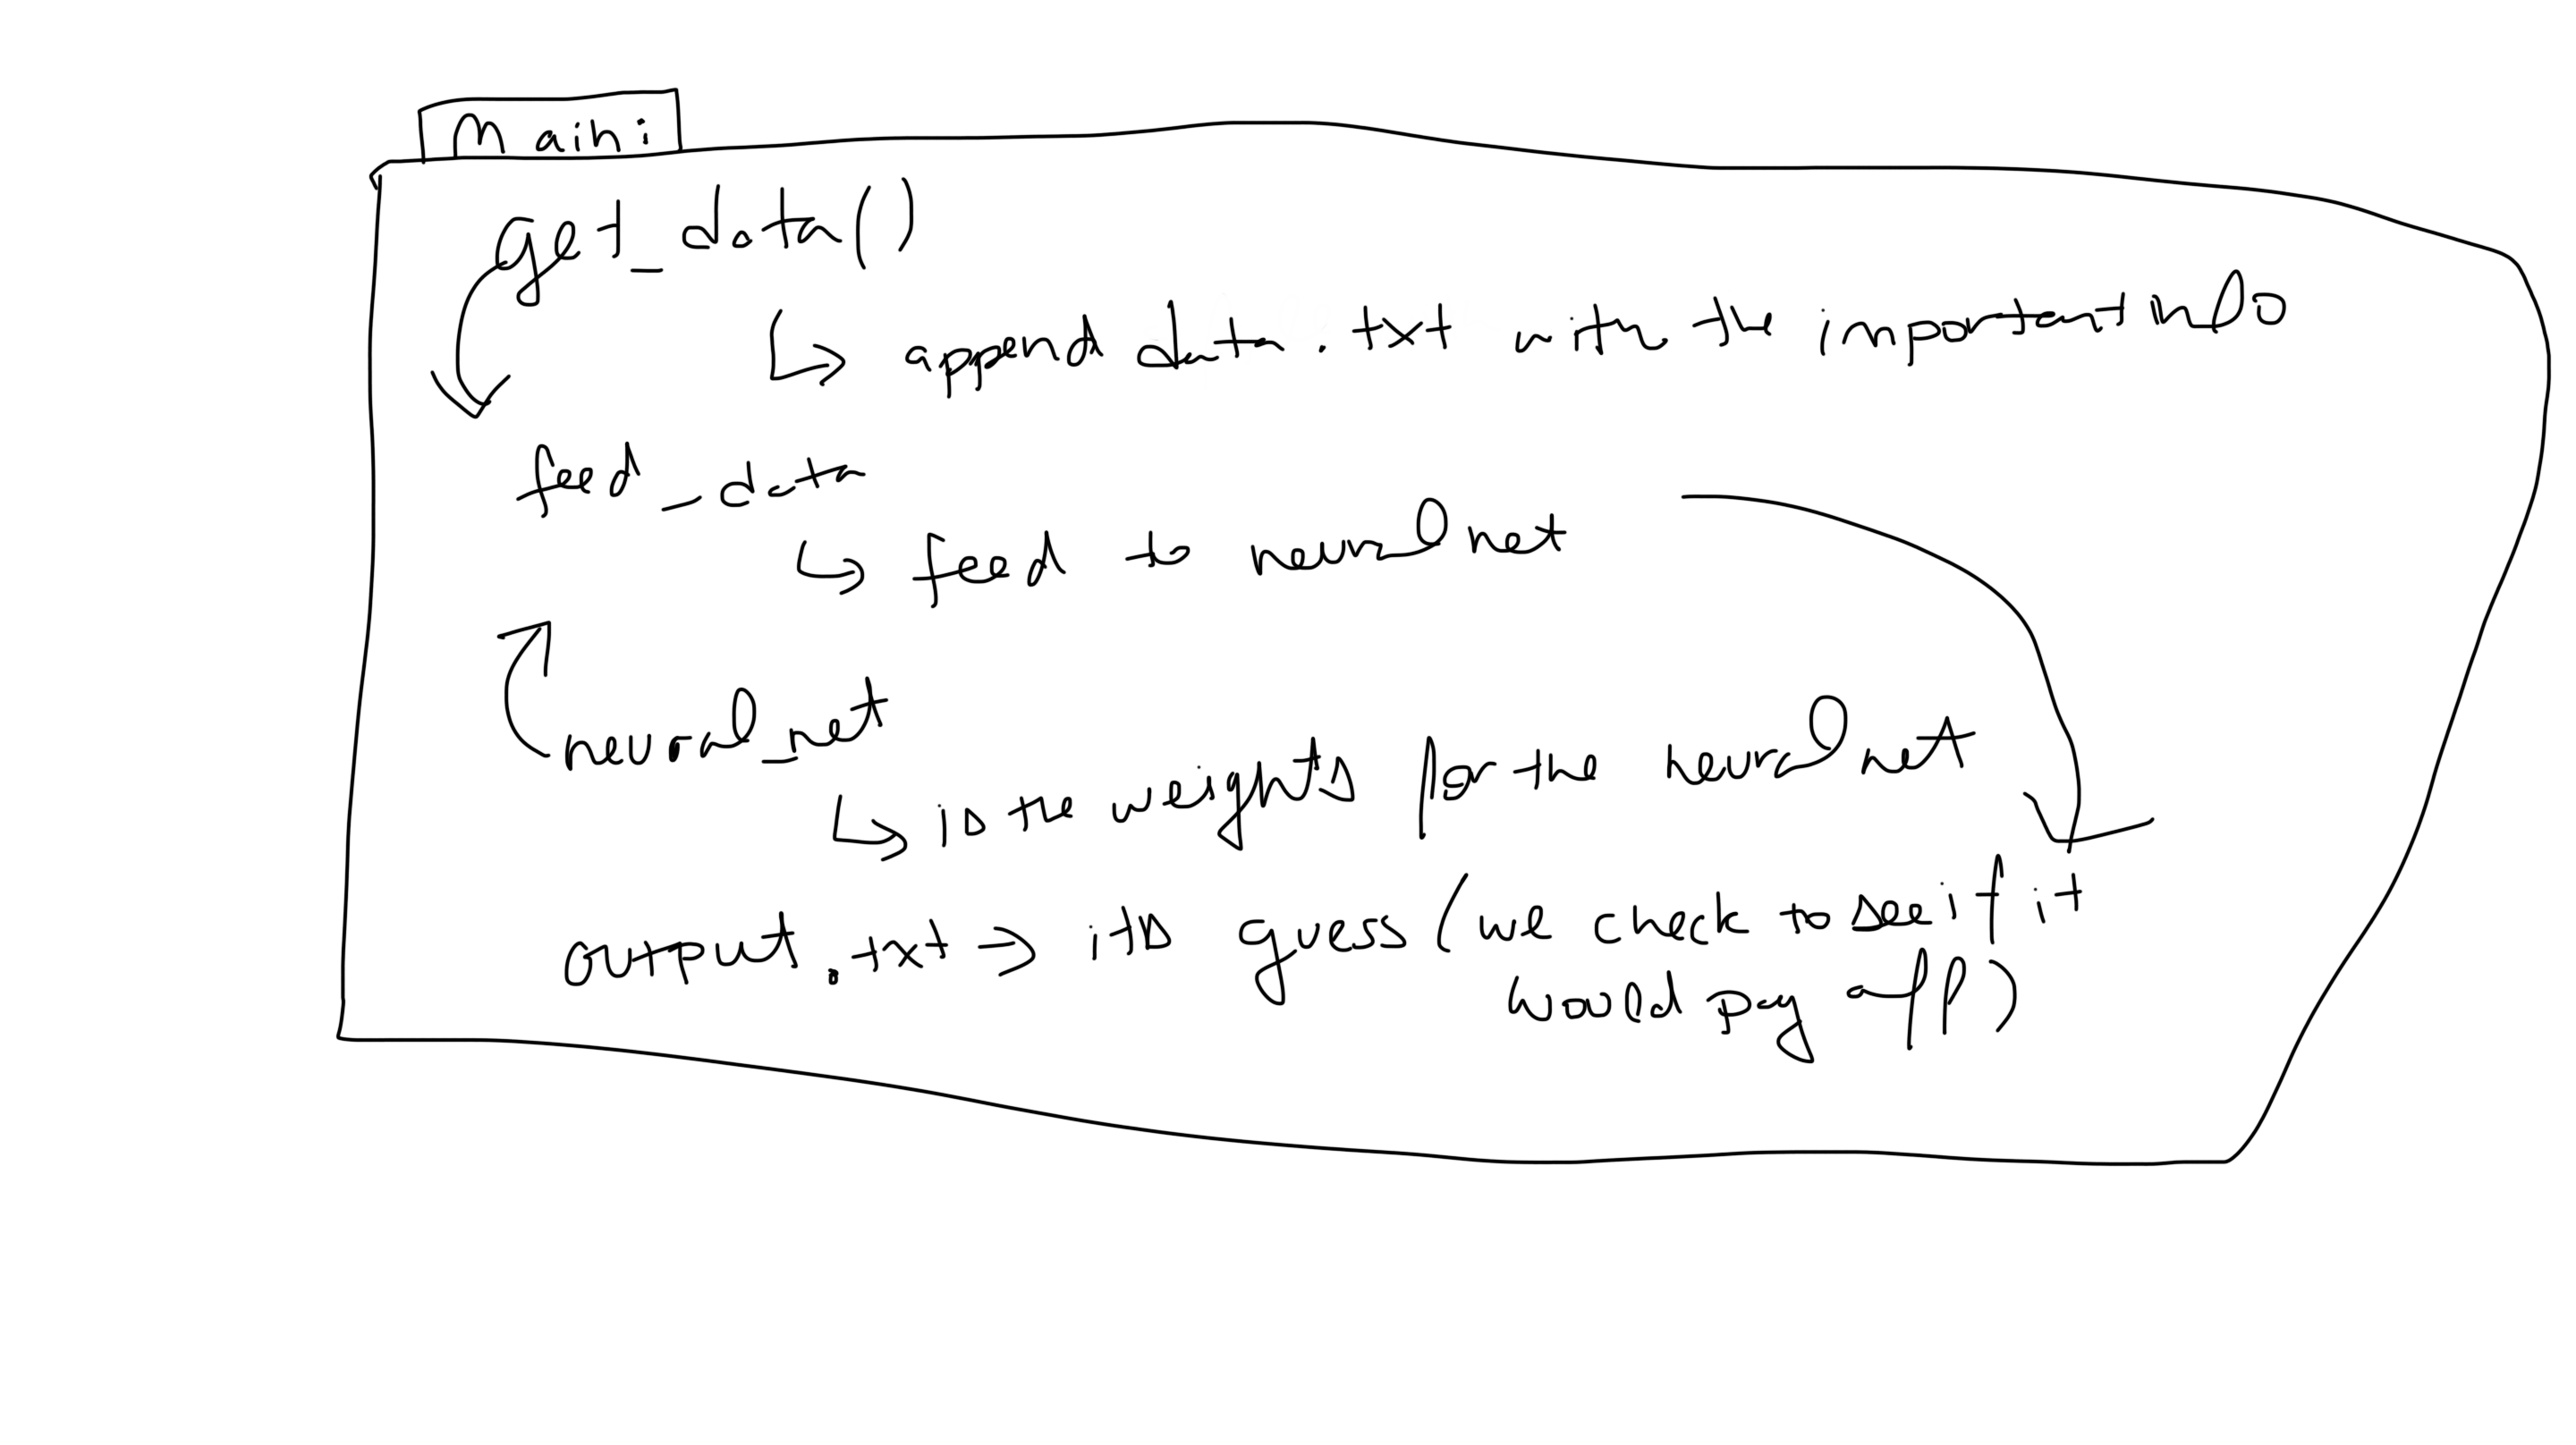 Main:
get_data()
↳ append data.txt with the important info
feed_data
↳ feed to neural net
neural_net
↳ is the weights for the neural net
output.txt → its guess (we check to see if it
would pay off)